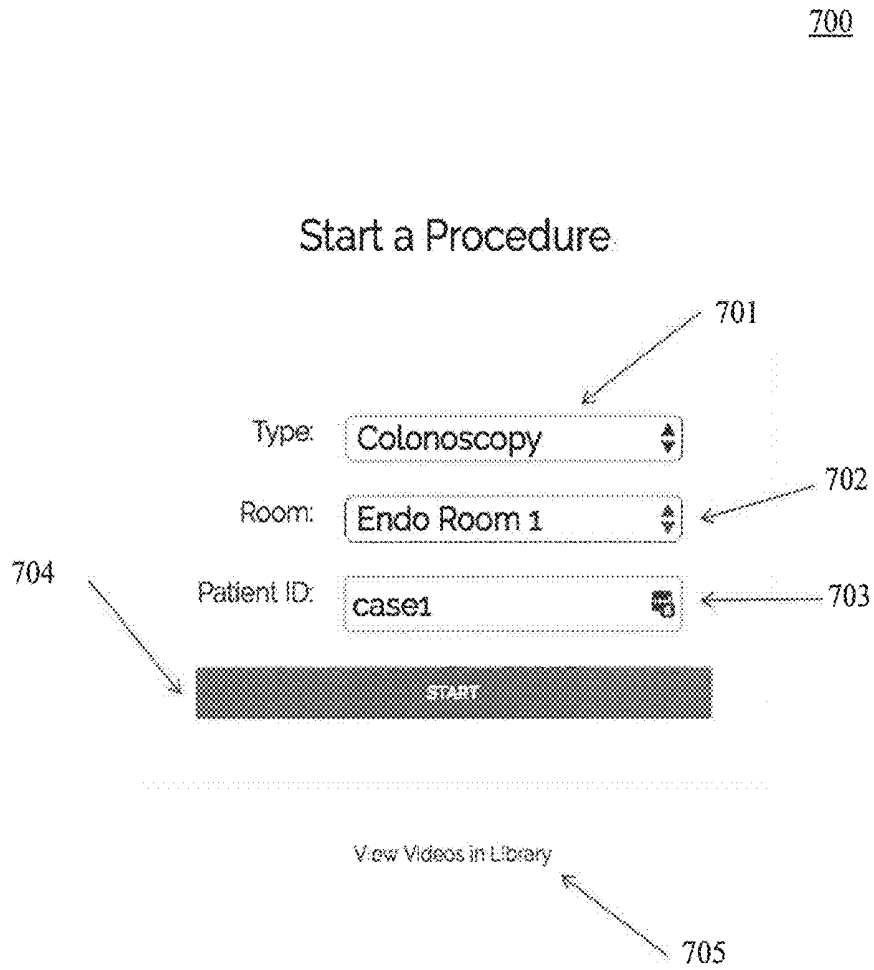 700
Start a Procedure
701
Type: Colonoscopy
702
Room: Endo Room 1
704
Patient ID: case1
703
START
View Videos in Library
705